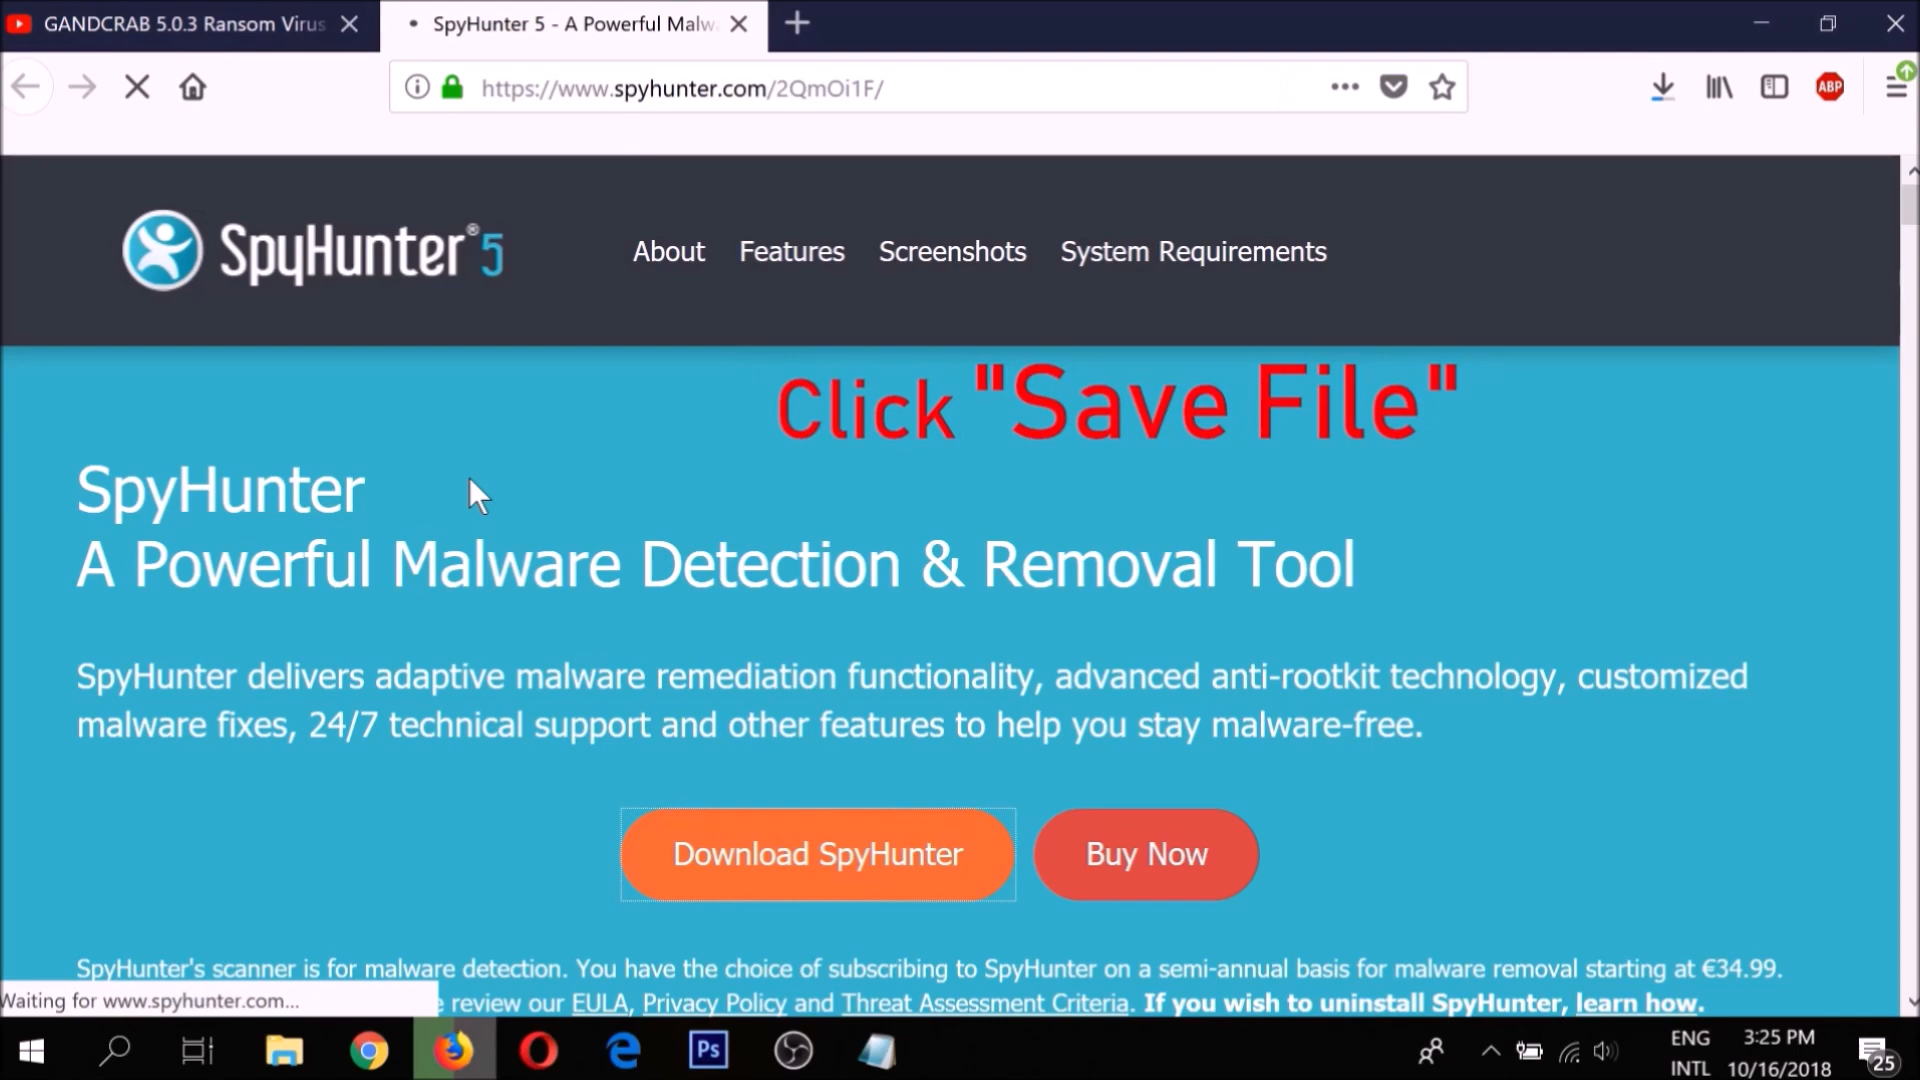 GANDCRAB 5.0.3 Ransom Virus
SpyHunter 5 - A Powerful Malw
https://www.spyhunter.com/2QmOi1F/
ABP
SpyHunter® 5
About Features Screenshots System Requirements
Click "Save File"
SpyHunter
A Powerful Malware Detection & Removal Tool
SpyHunter delivers adaptive malware remediation functionality, advanced anti-rootkit technology, customized
malware fixes, 24/7 technical support and other features to help you stay malware-free.
Download SpyHunter Buy Now
SpyHunter's scanner is for malware detection. You have the choice of subscribing to SpyHunter on a semi-annual basis for malware removal starting at €34.99.
Waiting for www.spyhunter.com...
e review our EULA, Privacy Policy and Threat Assessment Criteria. If you wish to uninstall SpyHunter, learn how.
Ps
ENG 3:25 PM
INTL 10/16/2018
25